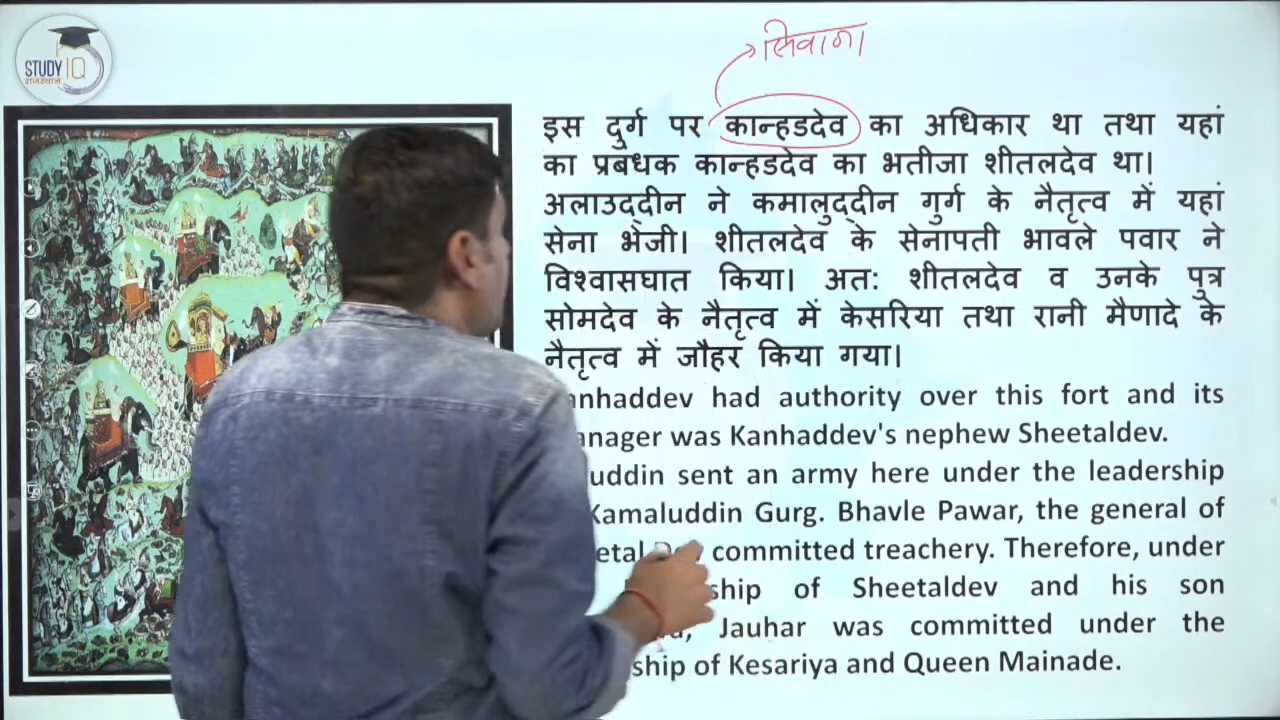 STUDY IQ
राजस्थान
सिवाना
इस दुर्ग पर कान्हडदेव का अधिकार था तथा यहां
का प्रबधक कान्हडदेव का भतीजा शीतलदेव था।
अलाउद्दीन ने कमालुद्दीन गुर्ग के नैतृत्व में यहां
सेना भेजी। शीतलदेव के सेनापती भावले पवार ने
विश्वासघात किया। अत: शीतलदेव व उनके पुत्र
सोमदेव के नैतृत्व में केसरिया तथा रानी मैणादे के
नैतृत्व में जौहर किया गया।
anhaddev had authority over this fort and its
anager was Kanhaddev's nephew Sheetaldev.
uddin sent an army here under the leadership
Kamaluddin Gurg. Bhavle Pawar, the general of
etal committed treachery. Therefore, under
ship of Sheetaldev and his son
Jauhar was committed under the
ship of Kesariya and Queen Mainade.